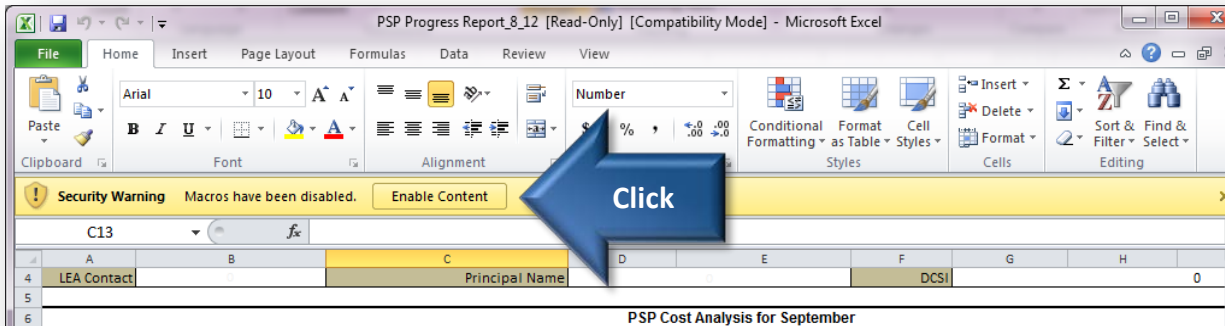 PSP Progress Report_8_12 [Read-Only] [Compatibility Mode] - Microsoft Excel
File Home Insert Page Layout Formulas Data Review View
Paste
Clipboard
Arial 10
B I U
Font
Alignment
Number
$ % , .00 .0
Conditional Formatting
Format as Table
Cell Styles
Styles
Insert
Delete
Format
Cells
Sort & Filter
Find & Select
Editing
Security Warning Macros have been disabled. Enable Content
Click
C13 fx
A B C D E F G H
4 LEA Contact Principal Name DCSI 0
5
6 PSP Cost Analysis for September